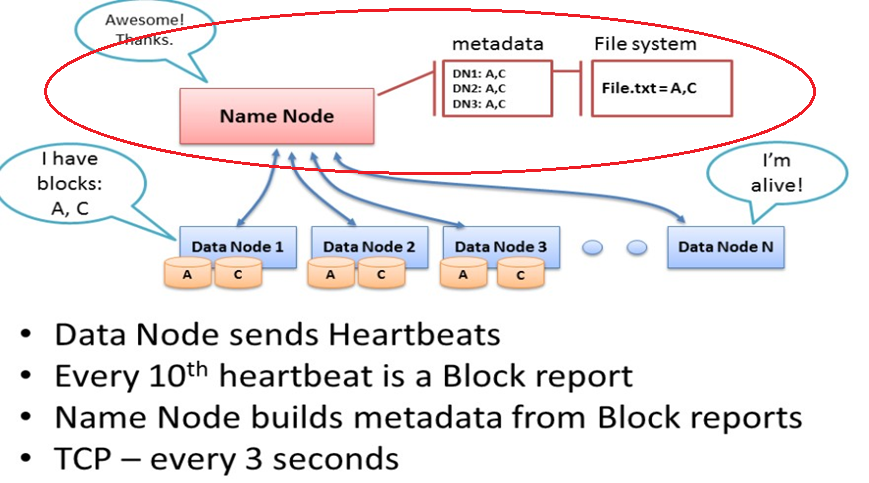 Awesome!
Thanks.
metadata
File system
DN1: A,C
DN2: A,C
DN3: A,C
File.txt = A,C
Name Node
I have
blocks:
A, C
I'm
alive!
Data Node 1
Data Node 2
Data Node 3
Data Node N
A
C
A
C
A
C
• Data Node sends Heartbeats
• Every 10th heartbeat is a Block report
• Name Node builds metadata from Block reports
• TCP – every 3 seconds